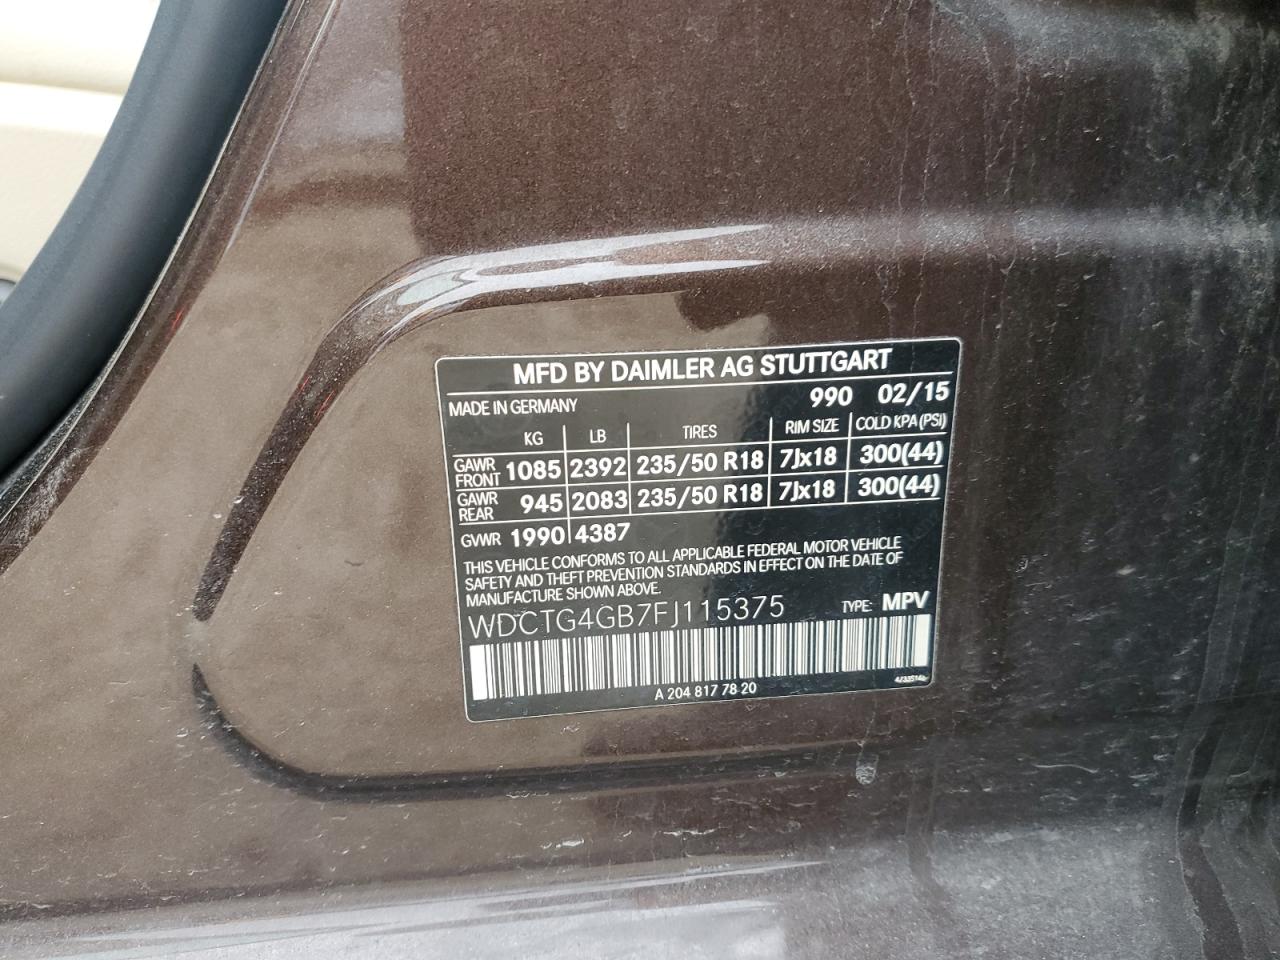 MFD BY DAIMLER AG STUTTGART
990 02/15
MADE IN GERMANY
KG LB TIRES RIM SIZE COLD KPA (PSI)
GAWR FRONT 1085 2392 235/50 R18 7Jx18 300(44)
GAWR REAR 945 2083 235/50 R18 7Jx18 300(44)
GVWR 1990 4387
THIS VEHICLE CONFORMS TO ALL APPLICABLE FEDERAL MOTOR VEHICLE
SAFETY AND THEFT PREVENTION STANDARDS IN EFFECT ON THE DATE OF
MANUFACTURE SHOWN ABOVE.
WDCTG4GB7FJ115375 TYPE: MPV
A 204 817 78 20